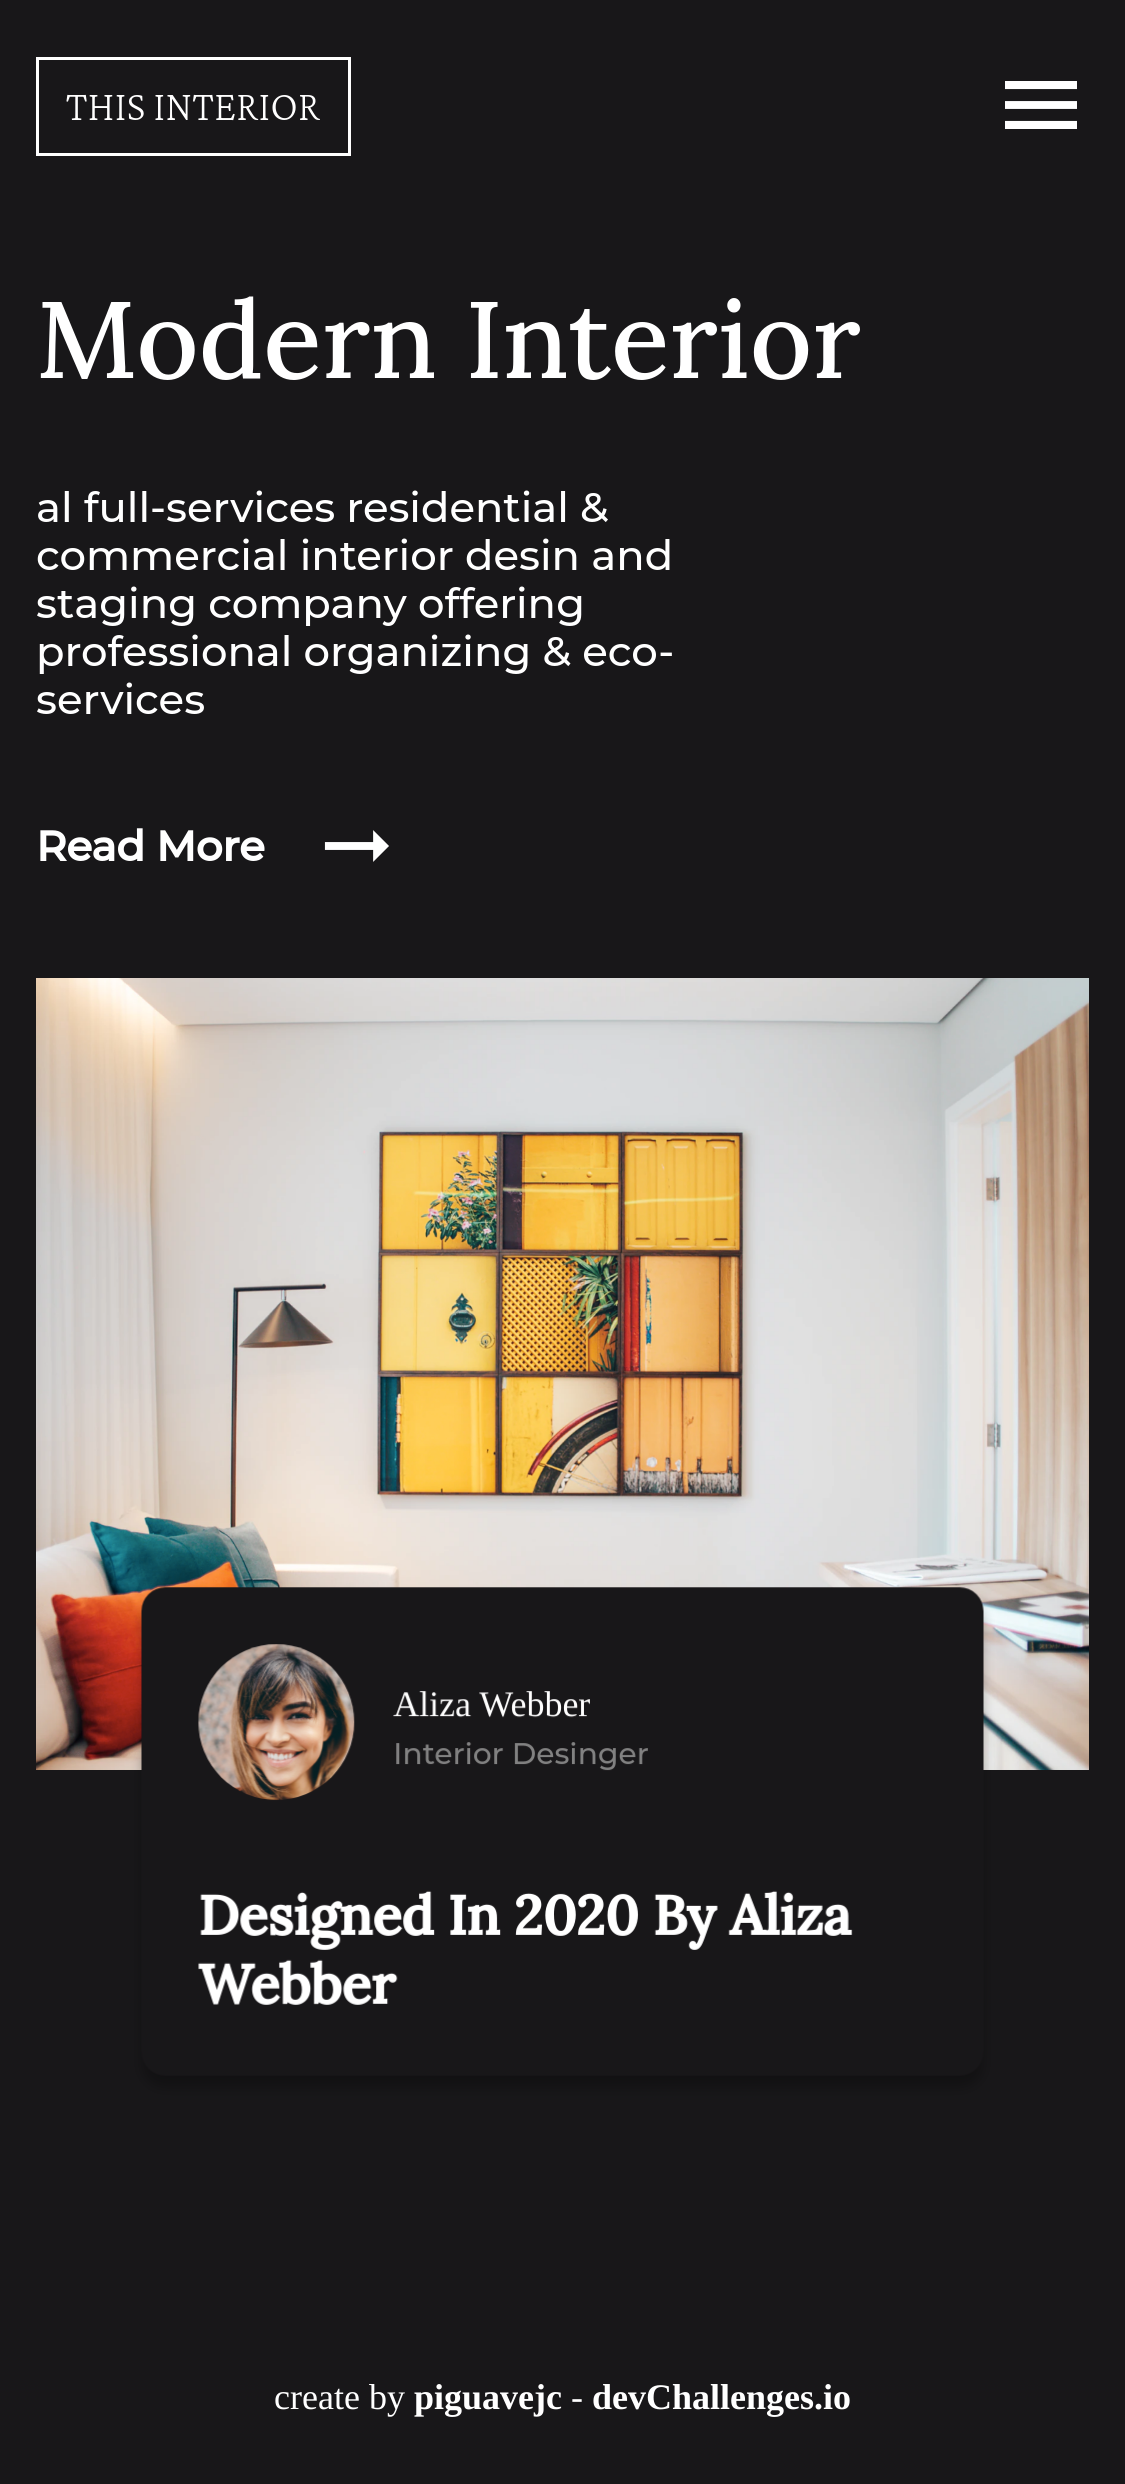 THIS INTERIOR
Modern Interior
al full-services residential &
commercial interior desin and
staging company offering
professional organizing & eco-
services
Read More
Aliza Webber
Interior Desinger
Designed In 2020 By Aliza
Webber
create by piguavejc - devChallenges.io